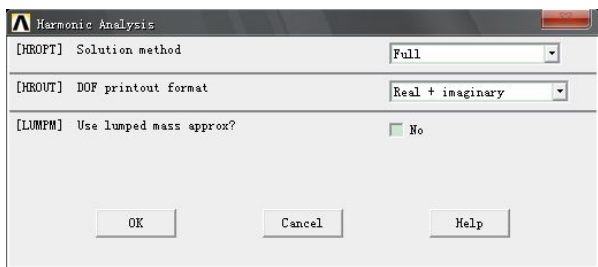 Harmonic Analysis
[HROPT] Solution method Full
[HROUT] DOF printout format Real + imaginary
[LUMPM] Use lumped mass approx? No
OK Cancel Help